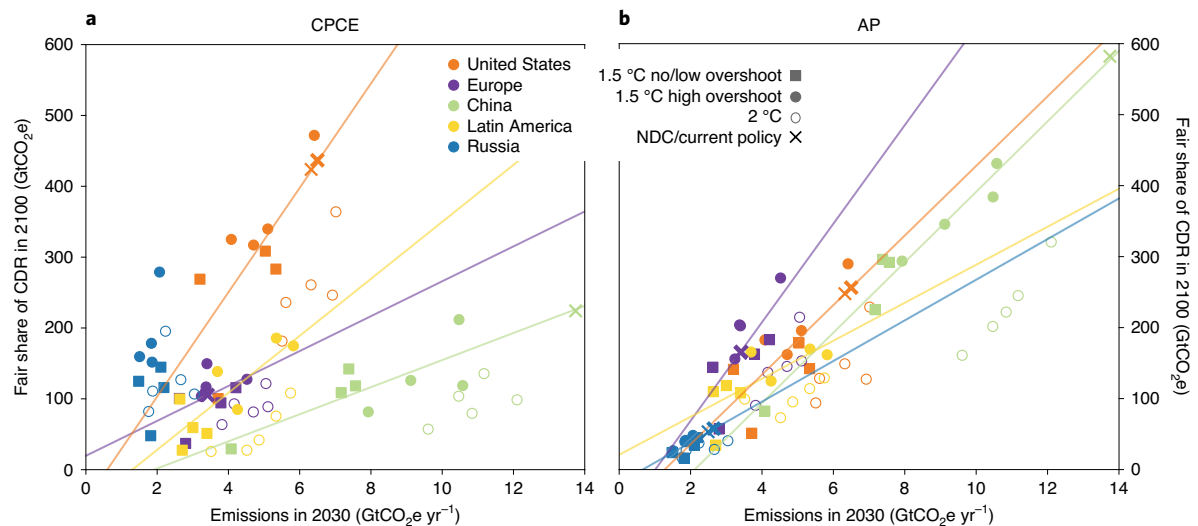 a
CPCE
Fair share of CDR in 2100 (GtCO₂e)
600
500
400
300
200
100
0
0 2 4 6 8 10 12 14
Emissions in 2030 (GtCO₂e yr⁻¹)
United States
Europe
China
Latin America
Russia
b
AP
1.5 °C no/low overshoot
1.5 °C high overshoot
2 °C
NDC/current policy
600
500
400
300
200
100
0
Fair share of CDR in 2100 (GtCO₂e)
0 2 4 6 8 10 12 14
Emissions in 2030 (GtCO₂e yr⁻¹)